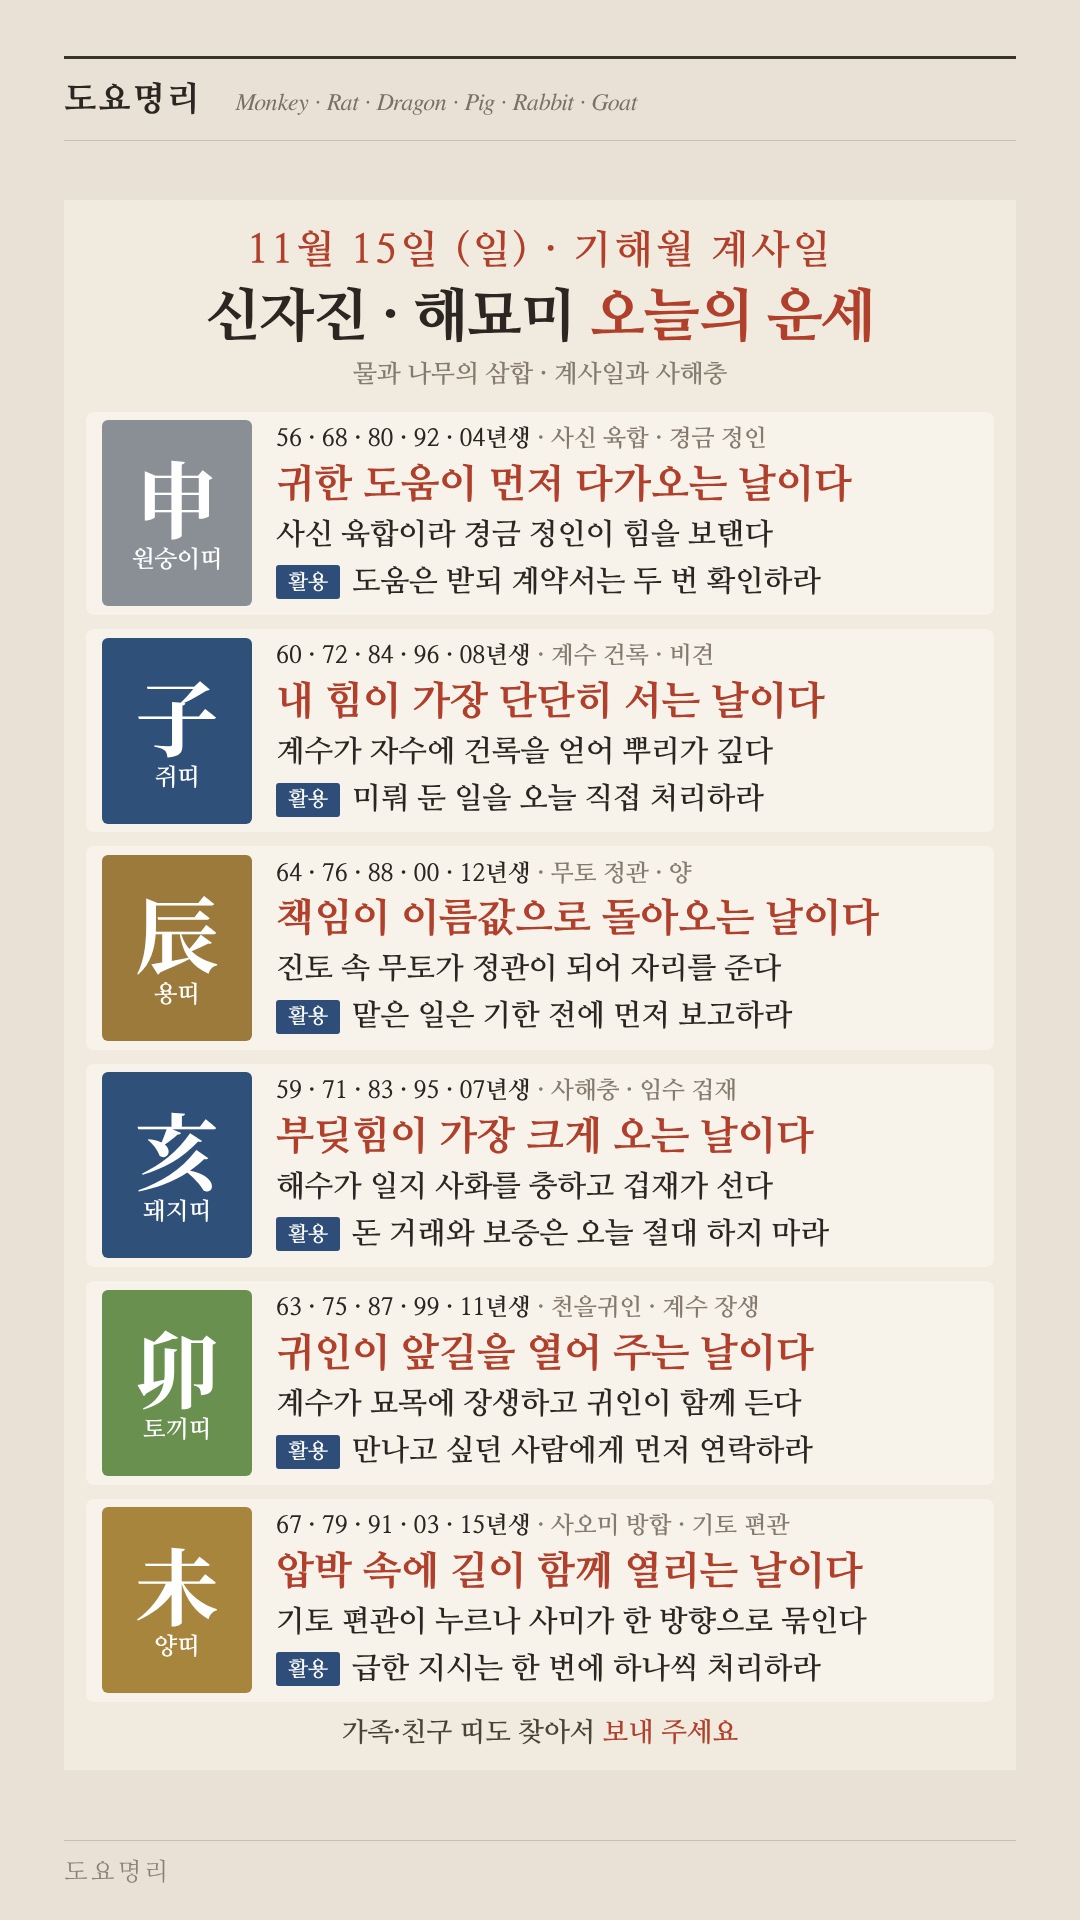 도요명리 Monkey · Rat · Dragon · Pig · Rabbit · Goat
11월 15일 (일) · 기해월 계사일
신자진 · 해묘미 오늘의 운세
물과 나무의 삼합 · 계사일과 사해충
申
원숭이띠
56 · 68 · 80 · 92 · 04년생 · 사신 육합 · 경금 정인
귀한 도움이 먼저 다가오는 날이다
사신 육합이라 경금 정인이 힘을 보탠다
활용 도움은 받되 계약서는 두 번 확인하라
子
쥐띠
60 · 72 · 84 · 96 · 08년생 · 계수 건록 · 비견
내 힘이 가장 단단히 서는 날이다
계수가 자수에 건록을 얻어 뿌리가 깊다
활용 미뤄 둔 일을 오늘 직접 처리하라
辰
용띠
64 · 76 · 88 · 00 · 12년생 · 무토 정관 · 양
책임이 이름값으로 돌아오는 날이다
진토 속 무토가 정관이 되어 자리를 준다
활용 맡은 일은 기한 전에 먼저 보고하라
亥
돼지띠
59 · 71 · 83 · 95 · 07년생 · 사해충 · 임수 겁재
부딪힘이 가장 크게 오는 날이다
해수가 일지 사화를 충하고 겁재가 선다
활용 돈 거래와 보증은 오늘 절대 하지 마라
卯
토끼띠
63 · 75 · 87 · 99 · 11년생 · 천을귀인 · 계수 장생
귀인이 앞길을 열어 주는 날이다
계수가 묘목에 장생하고 귀인이 함께 든다
활용 만나고 싶던 사람에게 먼저 연락하라
未
양띠
67 · 79 · 91 · 03 · 15년생 · 사오미 방합 · 기토 편관
압박 속에 길이 함께 열리는 날이다
기토 편관이 누르나 사미가 한 방향으로 묶인다
활용 급한 지시는 한 번에 하나씩 처리하라
가족·친구 띠도 찾아서 보내 주세요
도요명리